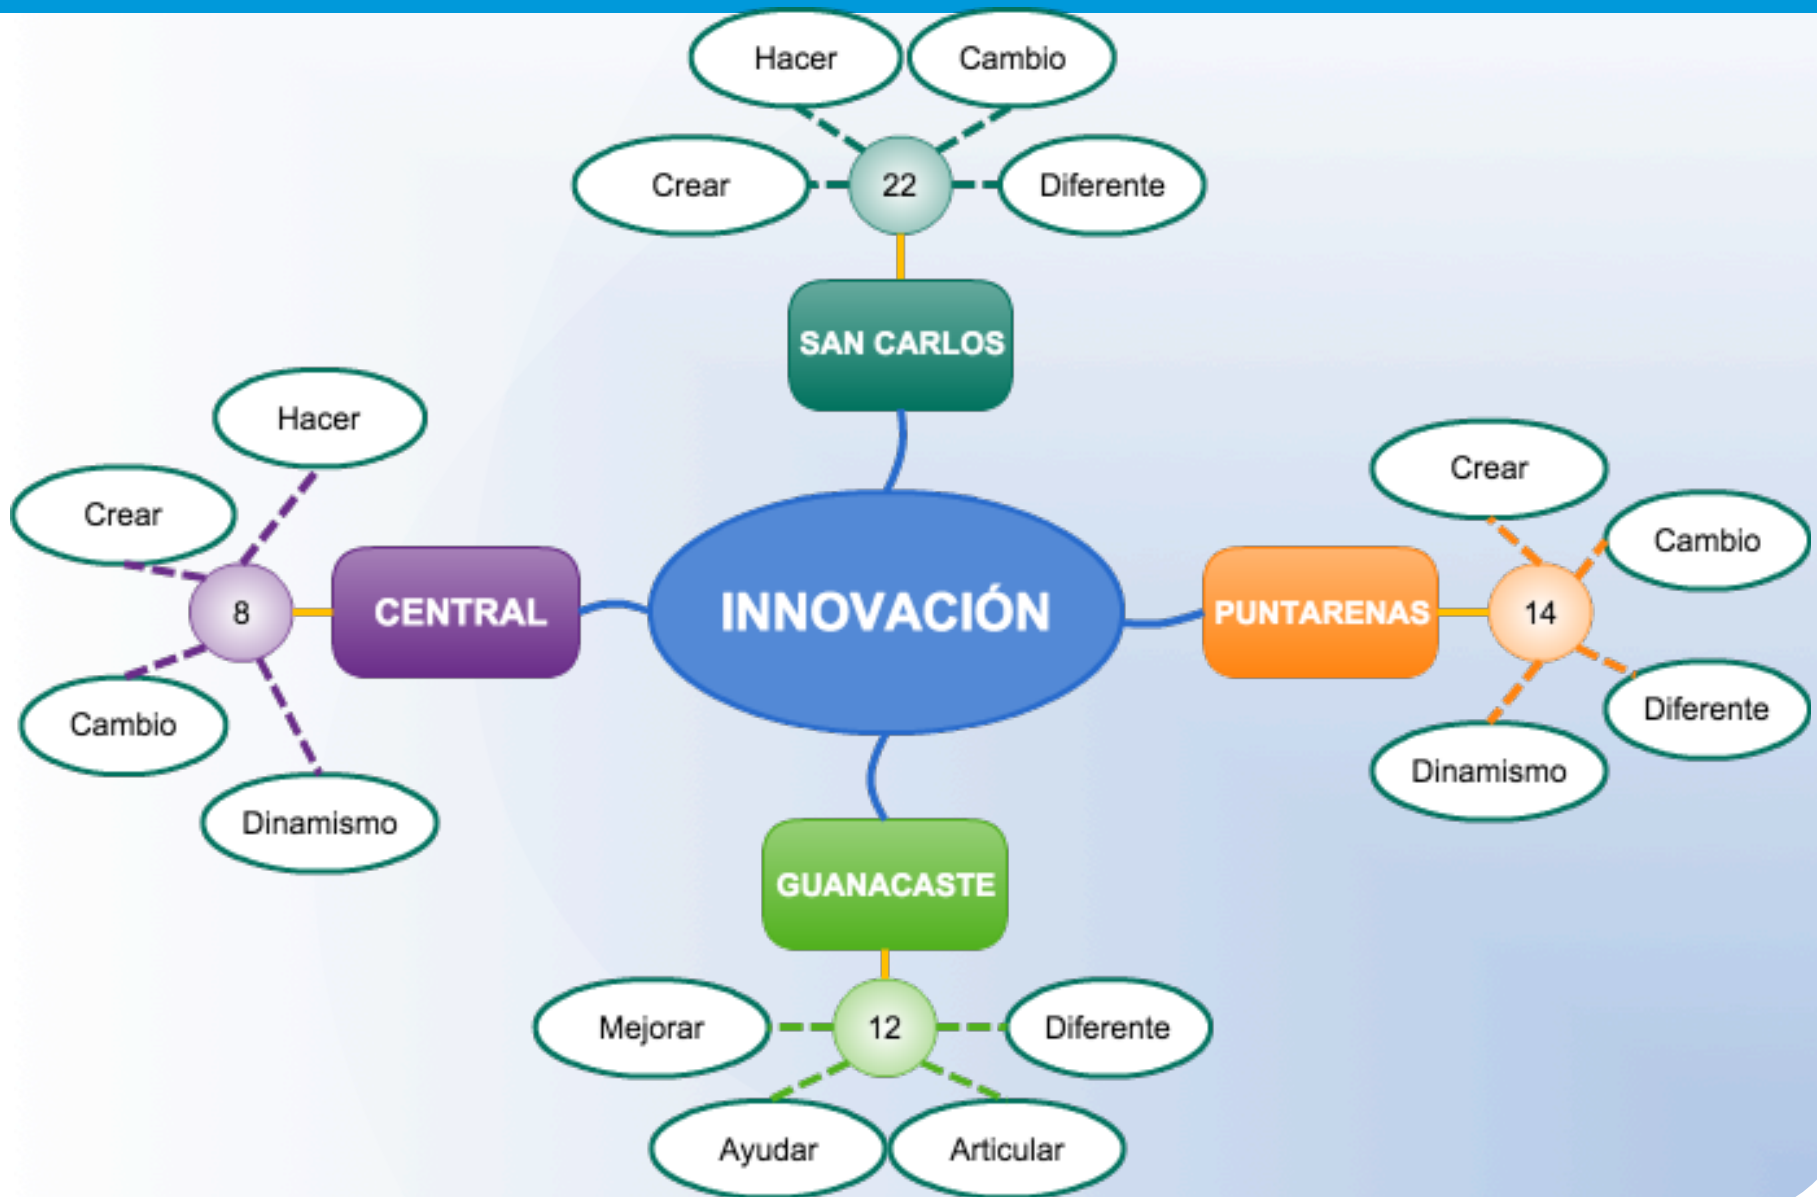 Hacer
Cambio
Crear
22
Diferente
SAN CARLOS
Hacer
Crear
8
CENTRAL
Cambio
Dinamismo
INNOVACIÓN
PUNTARENAS
14
Crear
Cambio
Diferente
Dinamismo
GUANACASTE
Mejorar
12
Diferente
Ayudar
Articular